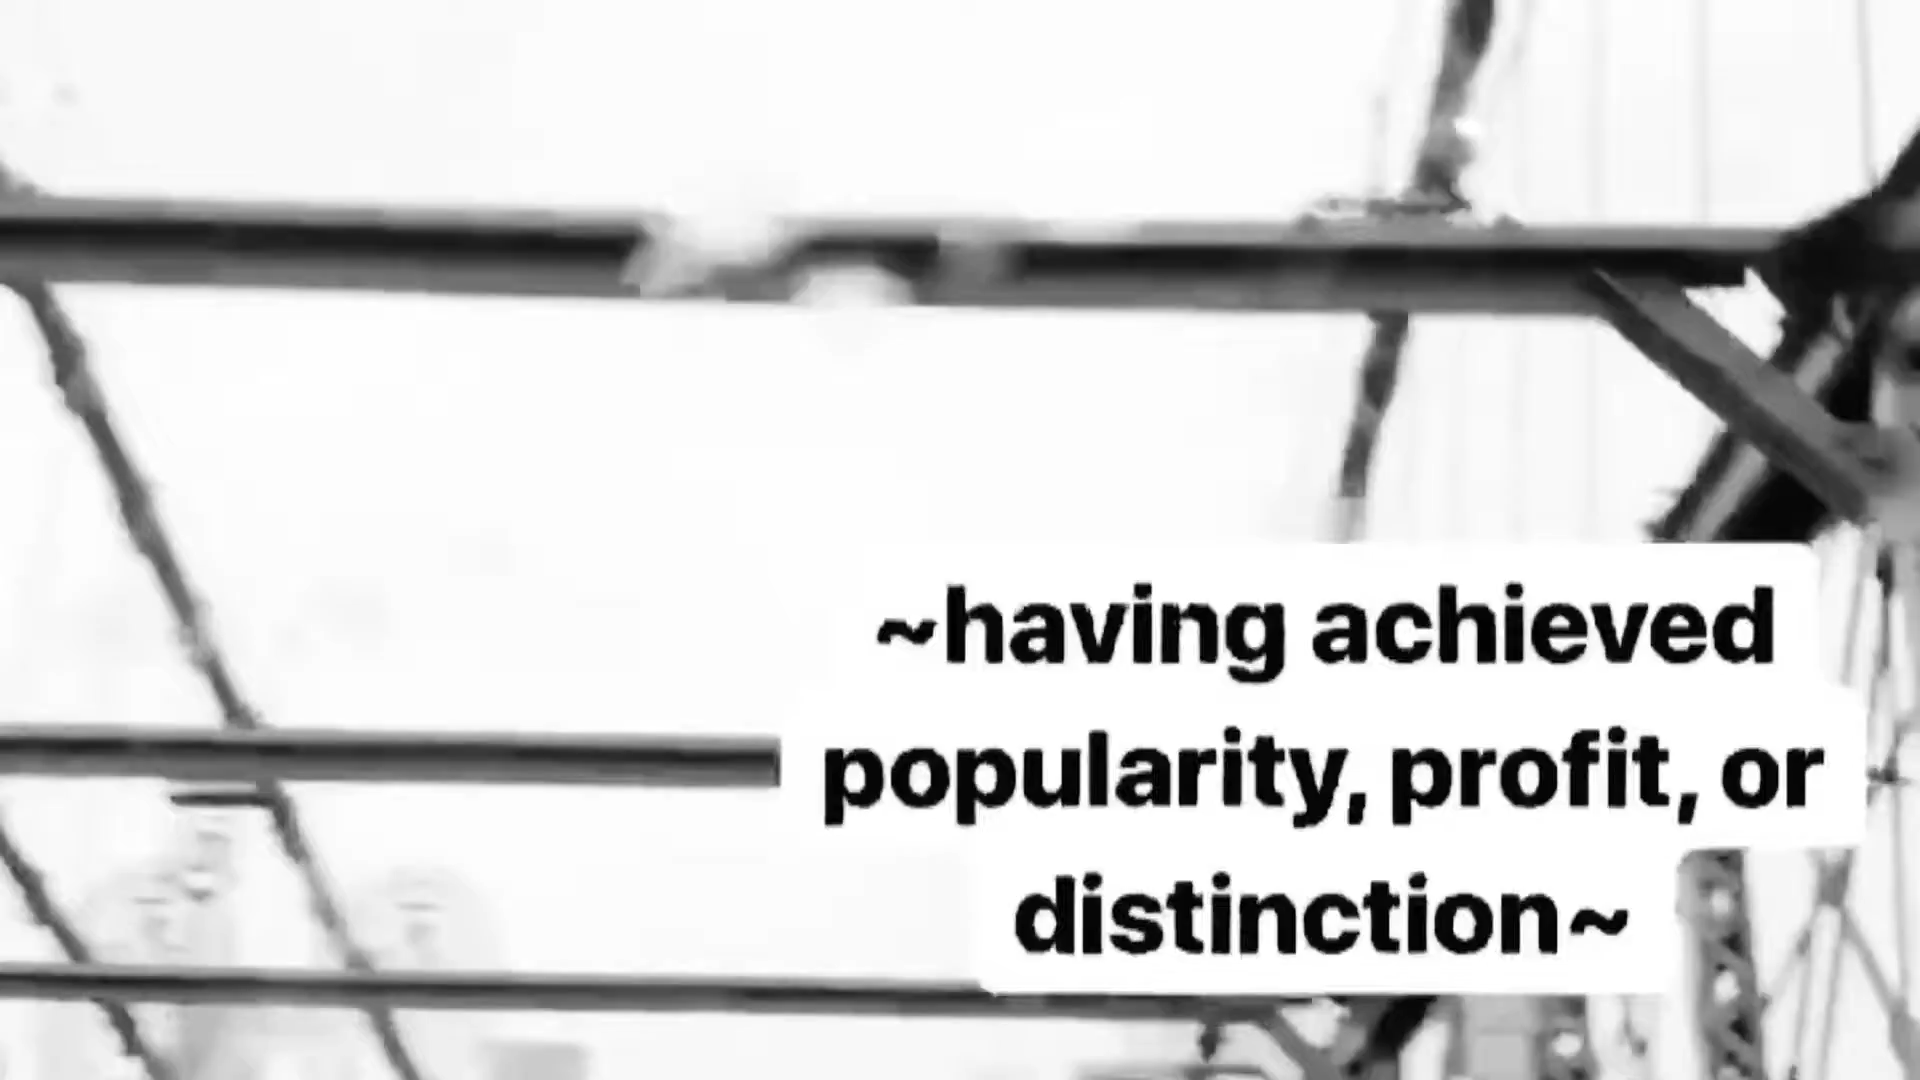 ~having achieved
popularity, profit, or
distinction~